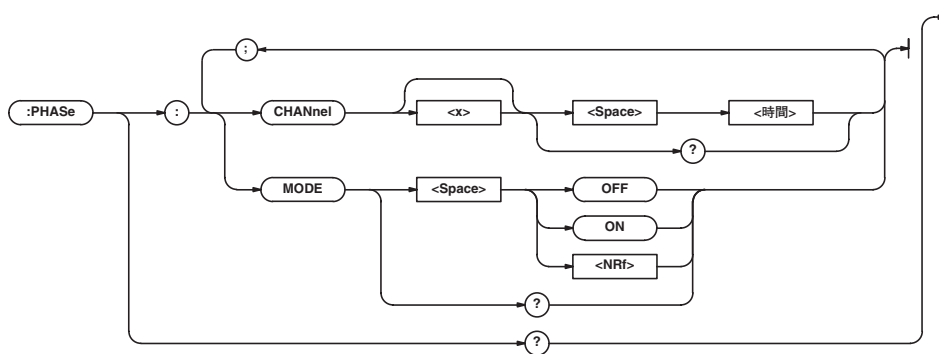 ;
:PHASe
:
CHANnel
<x>
<Space>
<時間>
?
MODE
<Space>
OFF
ON
<NRf>
?
?